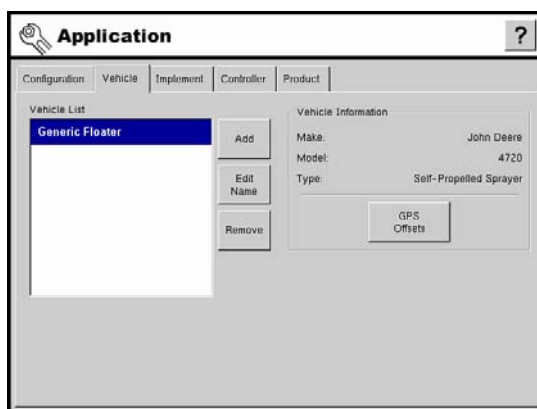 Application
?
Configuration Vehicle Implement Controller Product
Vehicle List
Generic Floater
Add
Edit
Name
Remove
Vehicle Information
Make: John Deere
Model: 4720
Type: Self-Propelled Sprayer
GPS
Offsets